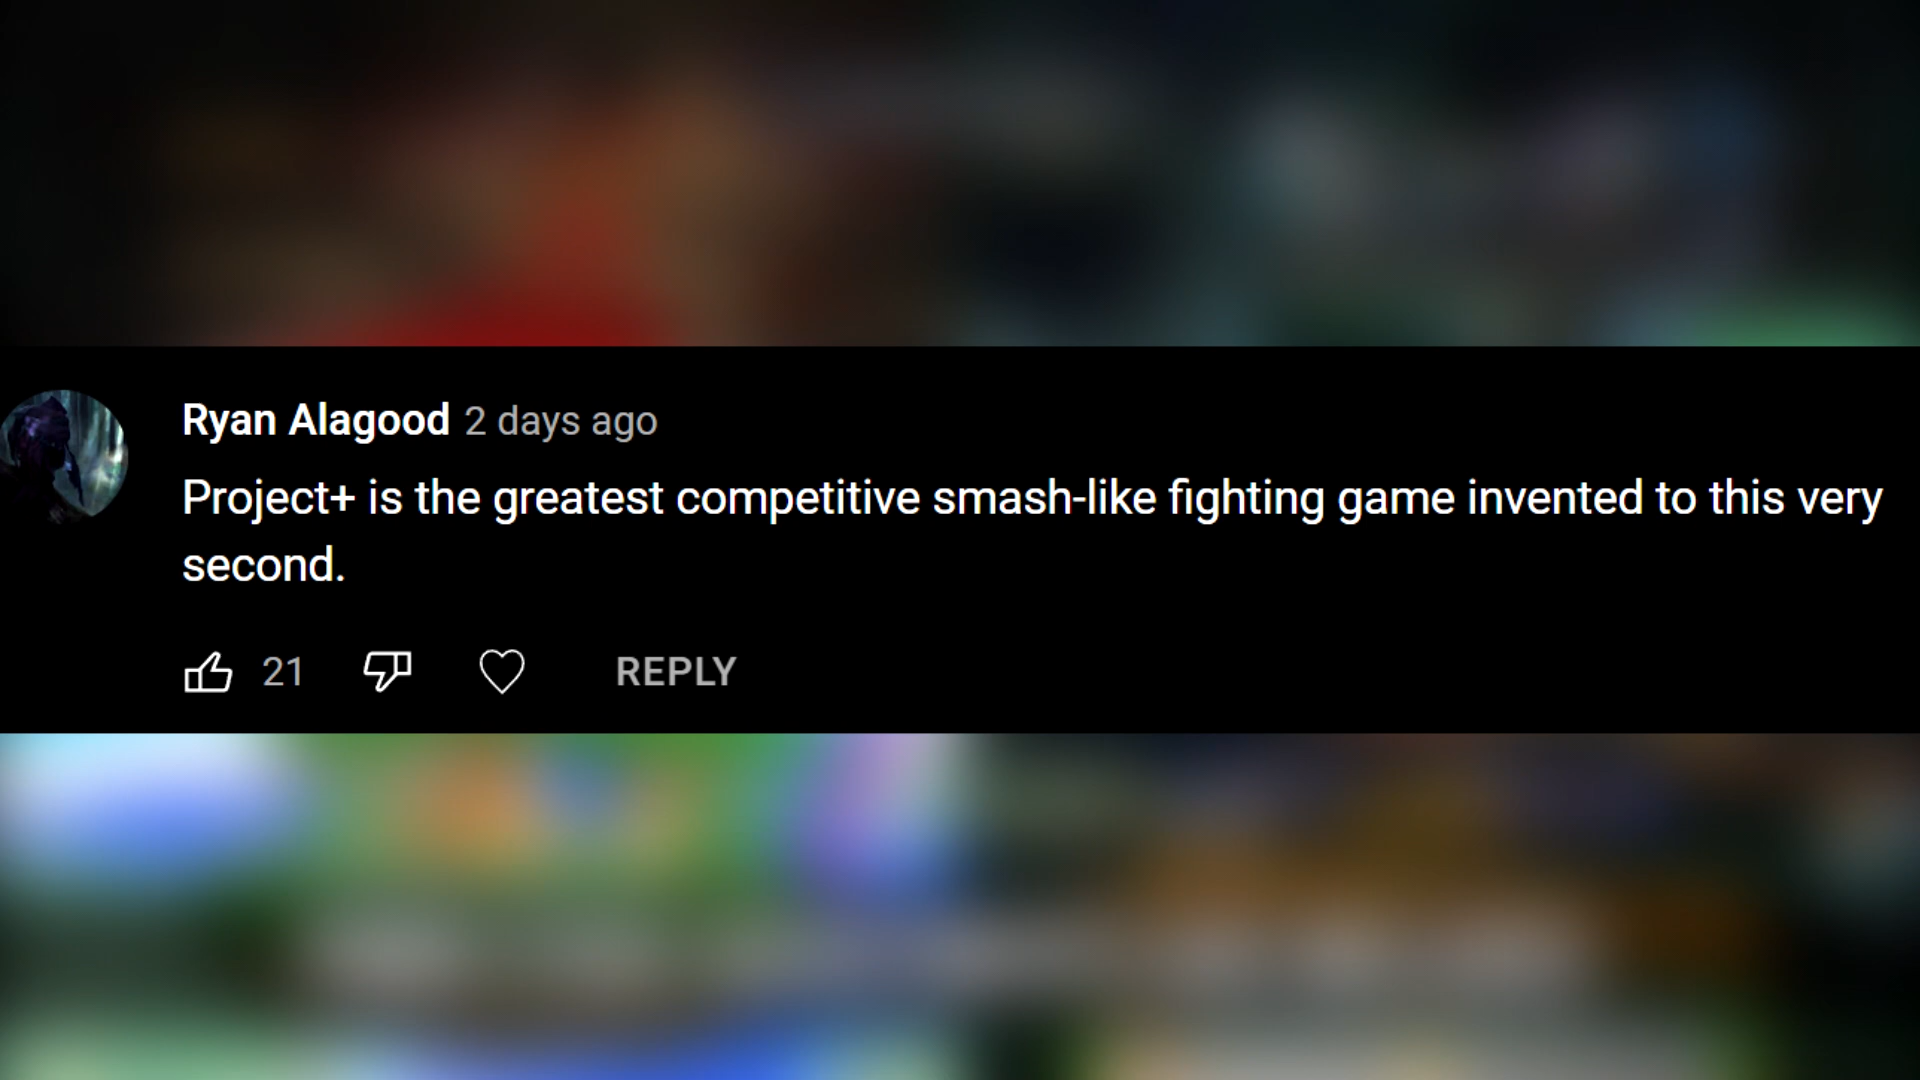 Ryan Alagood 2 days ago
Project+ is the greatest competitive smash-like fighting game invented to this very
second.
21 REPLY